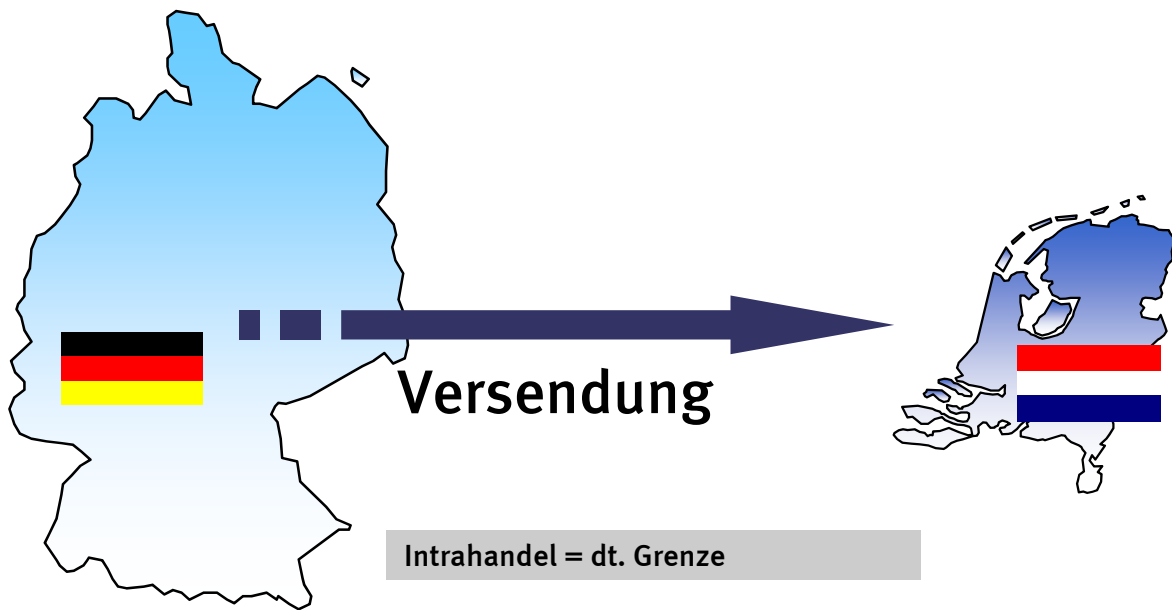 Versendung
Intrahandel = dt. Grenze